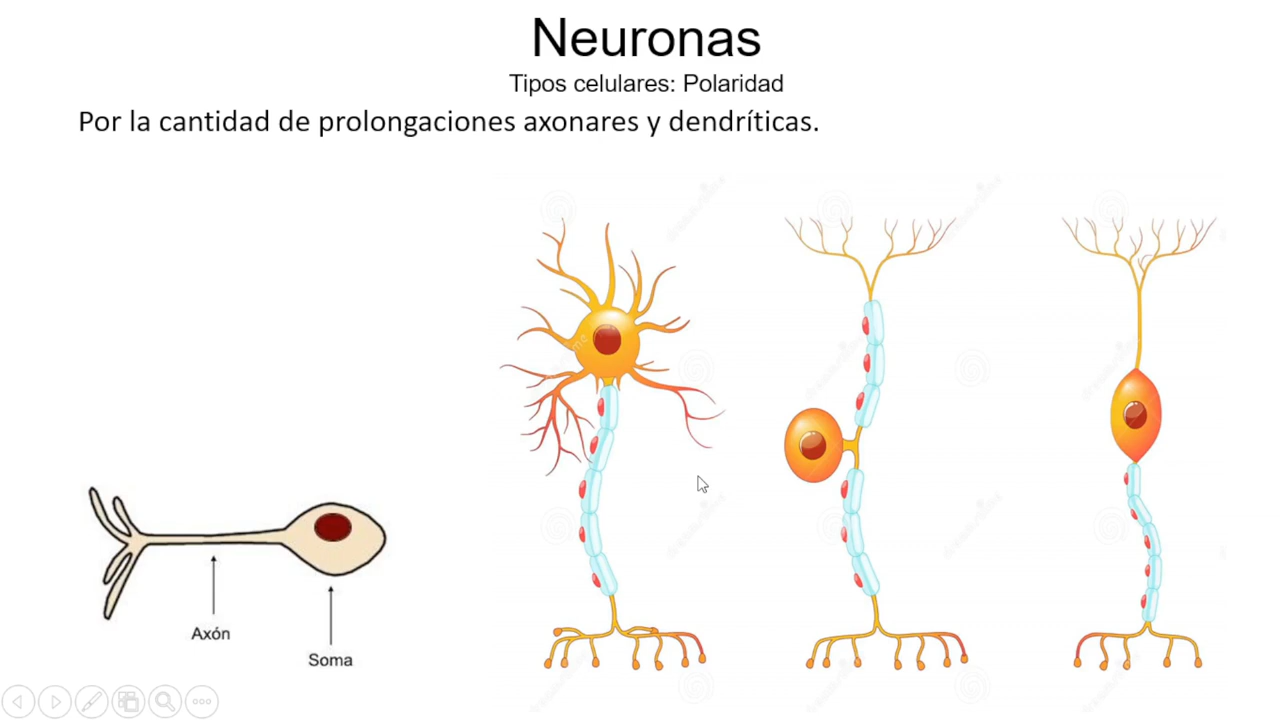 Neuronas
Tipos celulares: Polaridad
Por la cantidad de prolongaciones axonares y dendríticas.
Axón
Soma